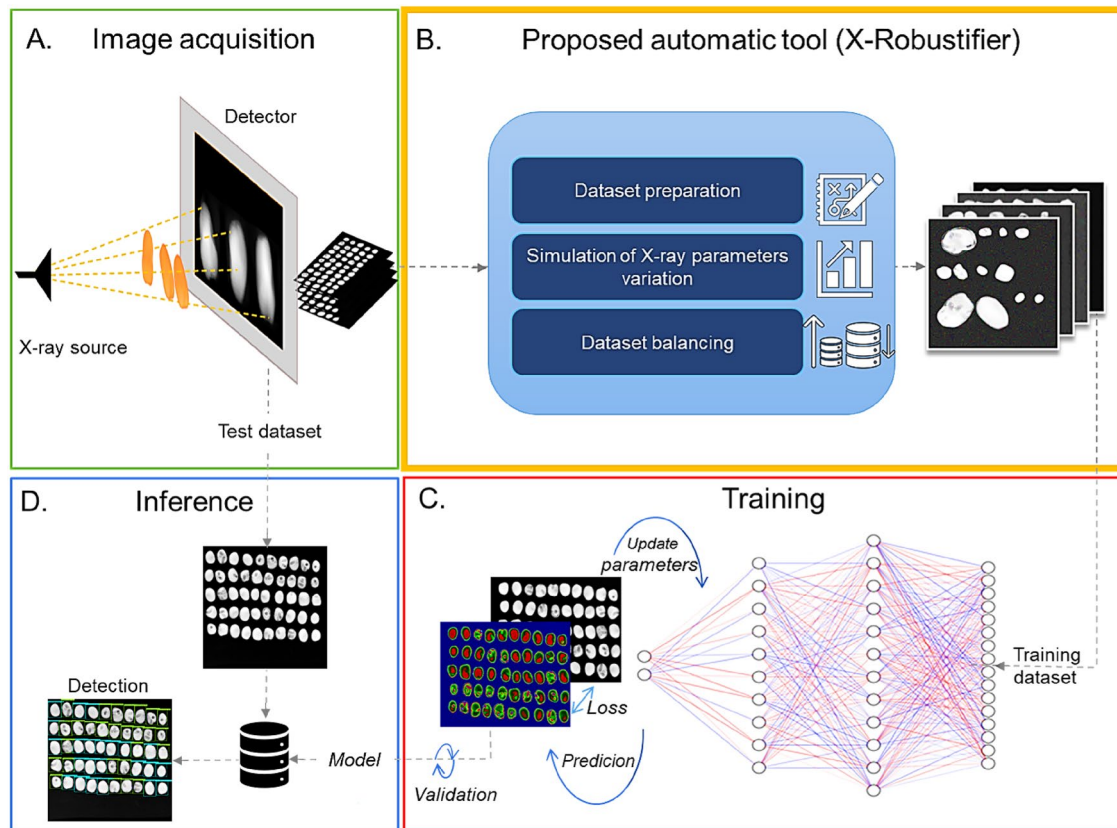 A. Image acquisition
Detector
X-ray source
Test dataset
B. Proposed automatic tool (X-Robustifier)
Dataset preparation
Simulation of X-ray parameters
variation
Dataset balancing
D. Inference
Detection
Model
Validation
C. Training
Update
parameters
Loss
Predicion
Training
dataset